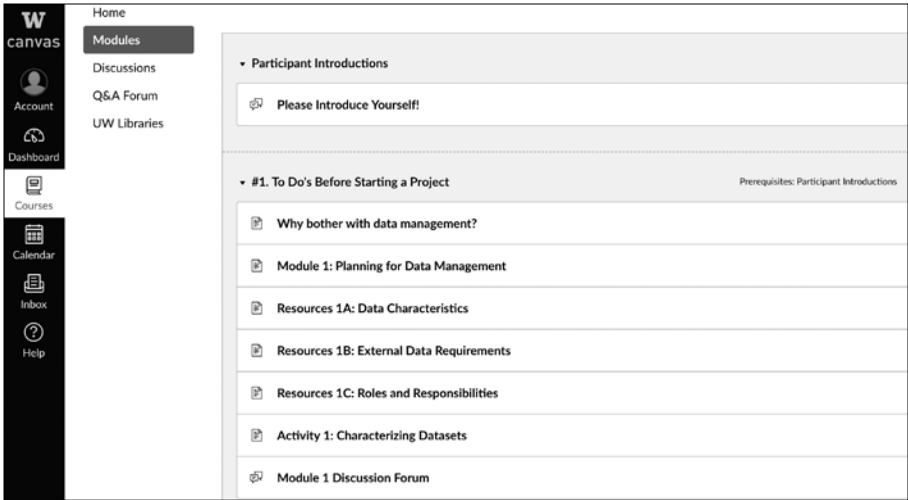 W
canvas
Account
Dashboard
Courses
Calendar
Inbox
Help
Home
Modules
Discussions
Q&A Forum
UW Libraries
Participant Introductions
Please Introduce Yourself!
#1. To Do's Before Starting a Project
Prerequisites: Participant Introductions
Why bother with data management?
Module 1: Planning for Data Management
Resources 1A: Data Characteristics
Resources 1B: External Data Requirements
Resources 1C: Roles and Responsibilities
Activity 1: Characterizing Datasets
Module 1 Discussion Forum